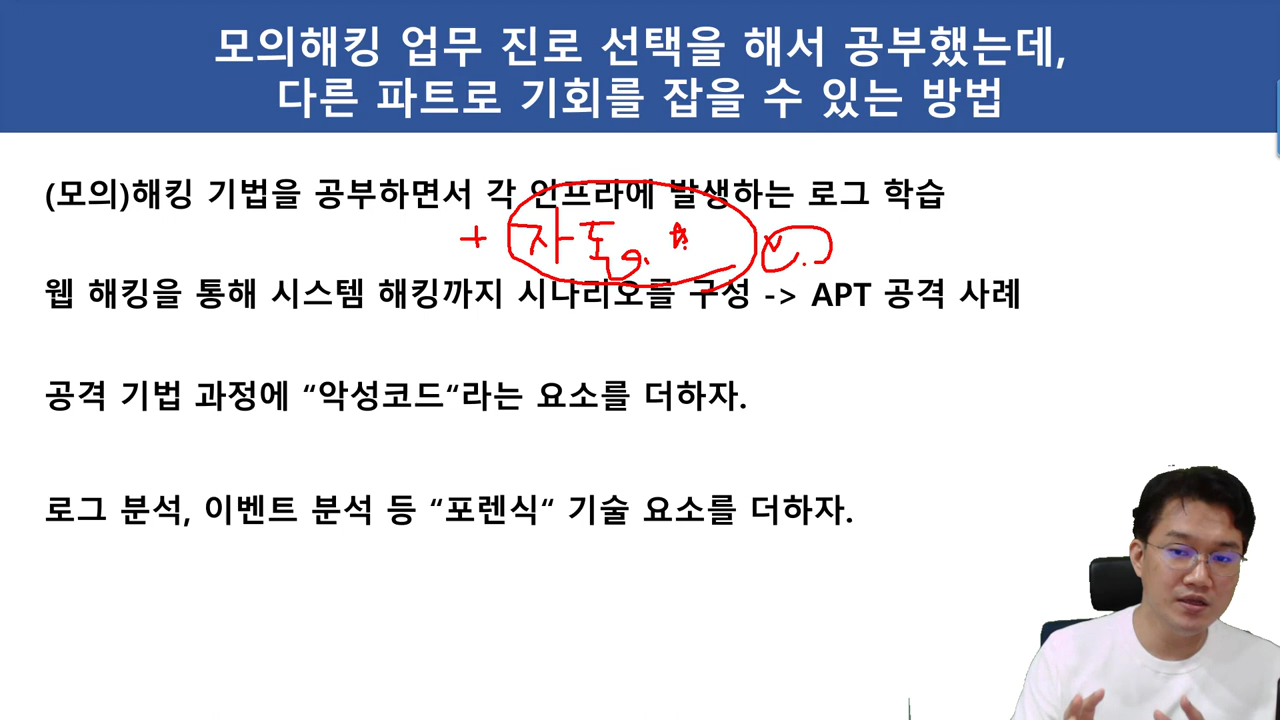 모의해킹 업무 진로 선택을 해서 공부했는데,
다른 파트로 기회를 잡을 수 있는 방법
(모의)해킹 기법을 공부하면서 각 인프라에 발생하는 로그 학습
+ 자동
웹 해킹을 통해 시스템 해킹까지 시나리오를 구성 -> APT 공격 사례
공격 기법 과정에 “악성코드“라는 요소를 더하자.
로그 분석, 이벤트 분석 등 “포렌식“ 기술 요소를 더하자.